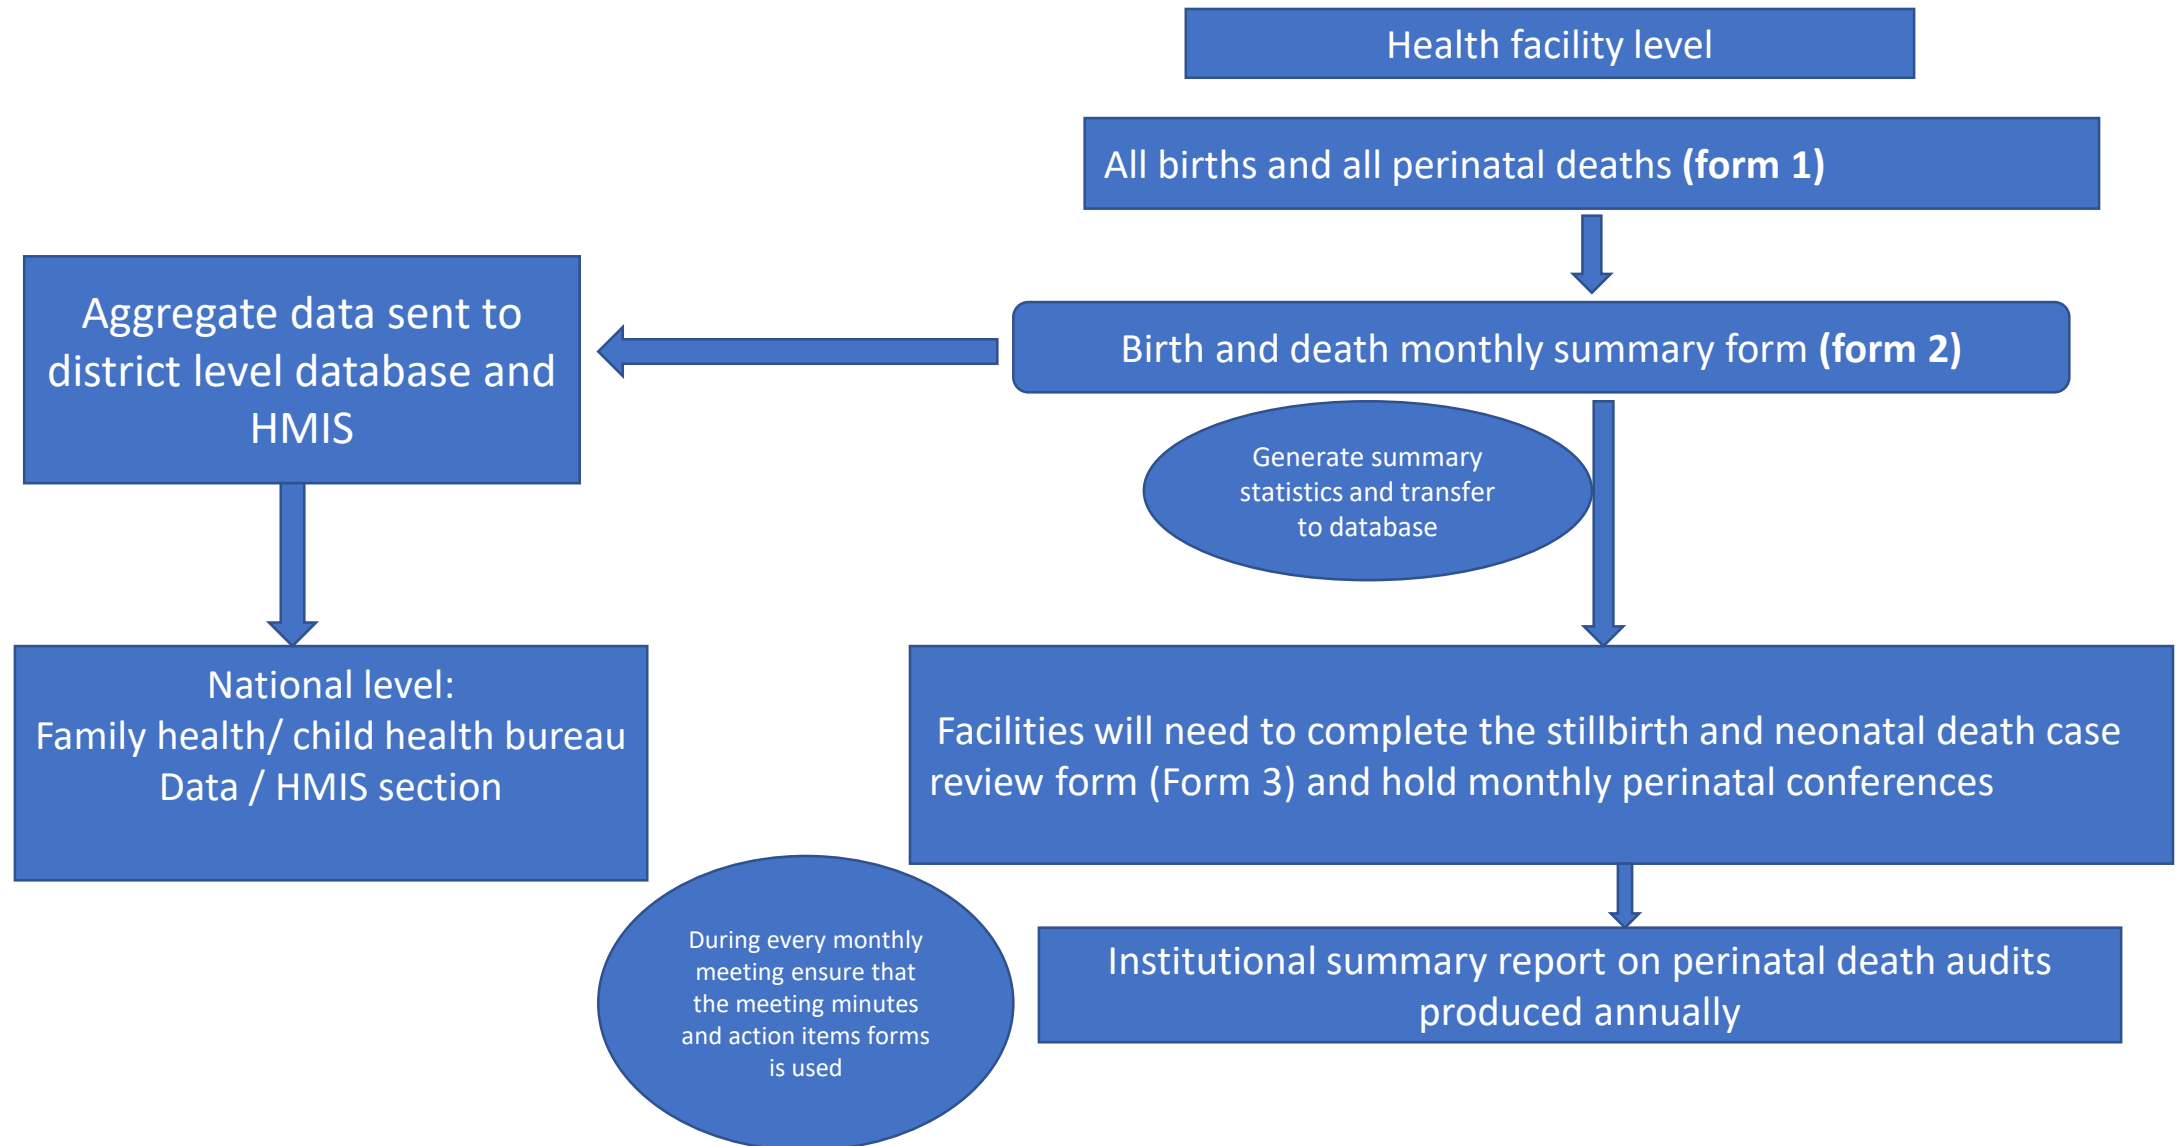 Health facility level
All births and all perinatal deaths (form 1)
Aggregate data sent to
district level database and
HMIS
Birth and death monthly summary form (form 2)
Generate summary
statistics and transfer
to database
National level:
Family health/ child health bureau
Data / HMIS section
Facilities will need to complete the stillbirth and neonatal death case
review form (Form 3) and hold monthly perinatal conferences
During every monthly
meeting ensure that
the meeting minutes
and action items forms
is used
Institutional summary report on perinatal death audits
produced annually